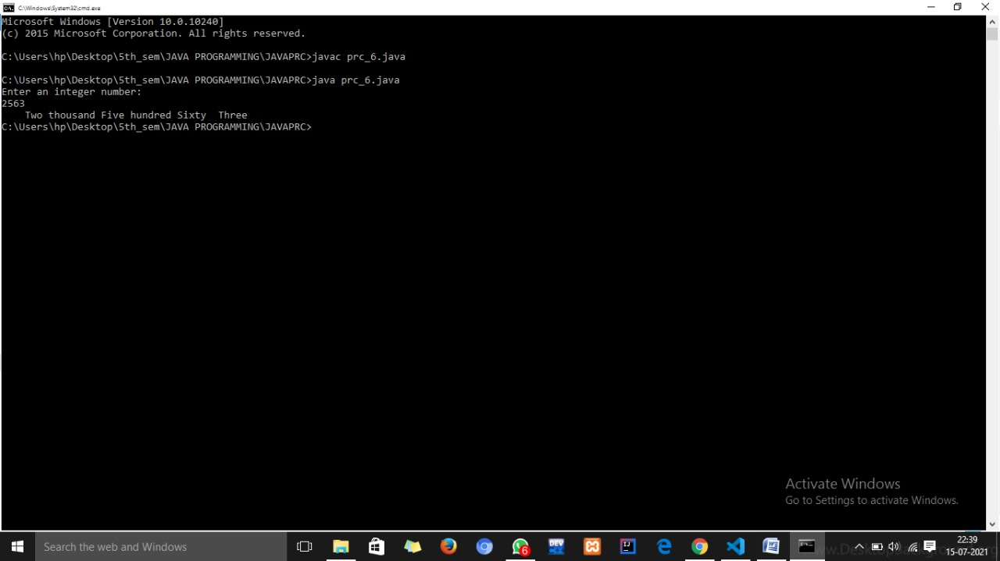 C:\Windows\System32\cmd.exe
Microsoft Windows [Version 10.0.10240]
(c) 2015 Microsoft Corporation. All rights reserved.
C:\Users\hp\Desktop\5th_sem\JAVA PROGRAMMING\JAVAPRC>javac prc_6.java
C:\Users\hp\Desktop\5th_sem\JAVA PROGRAMMING\JAVAPRC>java prc_6.java
Enter an integer number:
2563
    Two thousand Five hundred Sixty  Three
C:\Users\hp\Desktop\5th_sem\JAVA PROGRAMMING\JAVAPRC>
Activate Windows
Go to Settings to activate Windows.
Search the web and Windows
6
DEV
22:39
15-07-2021